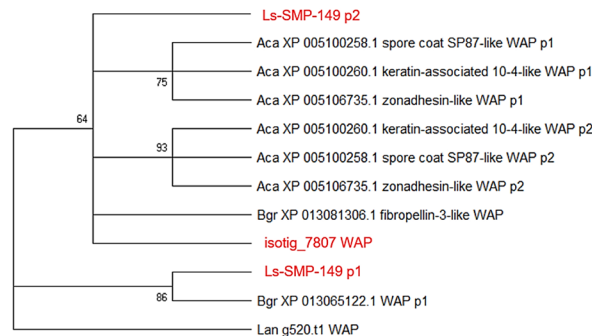 Ls-SMP-149 p2
Aca XP 005100258.1 spore coat SP87-like WAP p1
Aca XP 005100260.1 keratin-associated 10-4-like WAP p1
75
Aca XP 005106735.1 zonadhesin-like WAP p1
64
Aca XP 005100260.1 keratin-associated 10-4-like WAP p2
93
Aca XP 005100258.1 spore coat SP87-like WAP p2
Aca XP 005106735.1 zonadhesin-like WAP p2
Bgr XP 013081306.1 fibropellin-3-like WAP
isotig_7807 WAP
Ls-SMP-149 p1
86
Bgr XP 013065122.1 WAP p1
Lan g520.t1 WAP